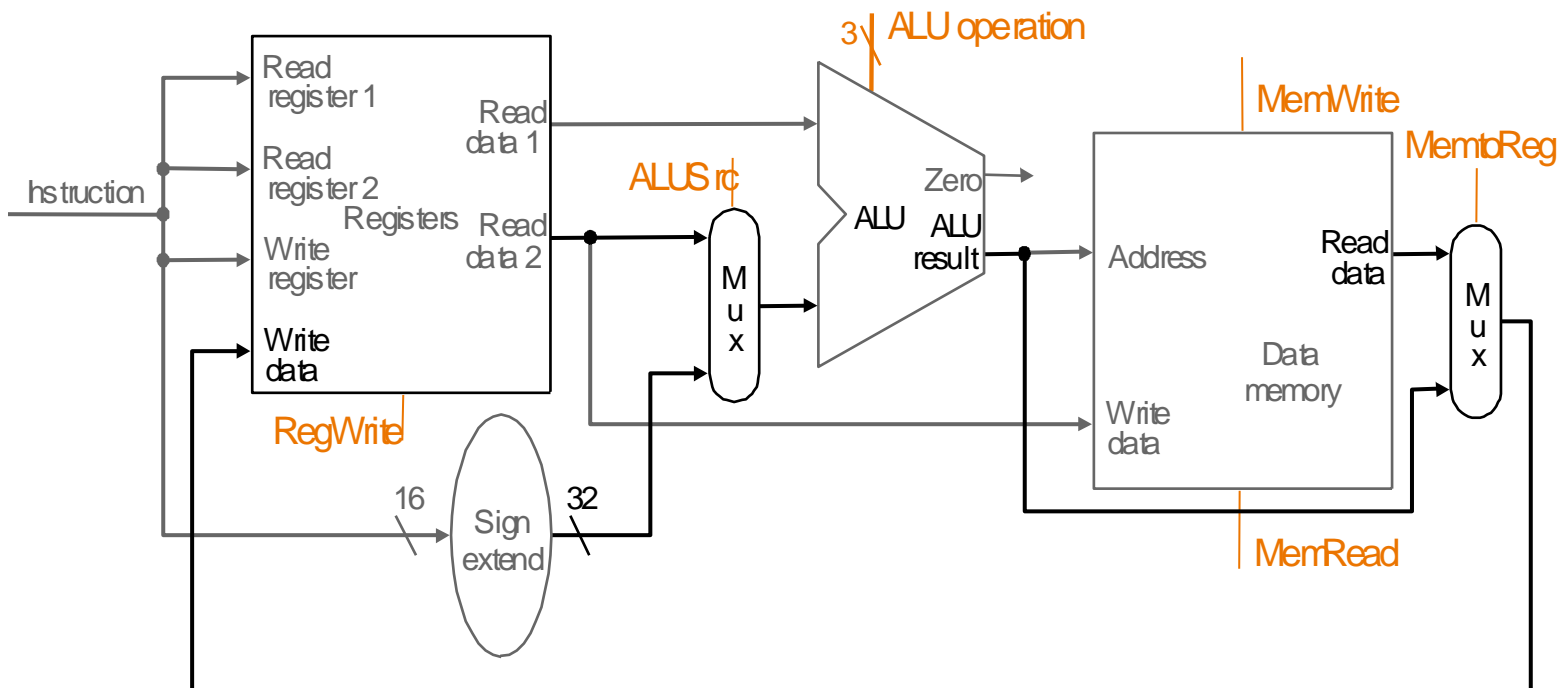 Instruction
Read
register 1
Read
register 2
Registers
Write
register
Write
data
Read
data 1
Read
data 2
RegWrite
16
Sign
extend
32
ALUSrc
M
u
x
3
ALU operation
Zero
ALU
ALU
result
MemWrite
Address
Read
data
Data
memory
Write
data
MemRead
MemtoReg
M
u
x